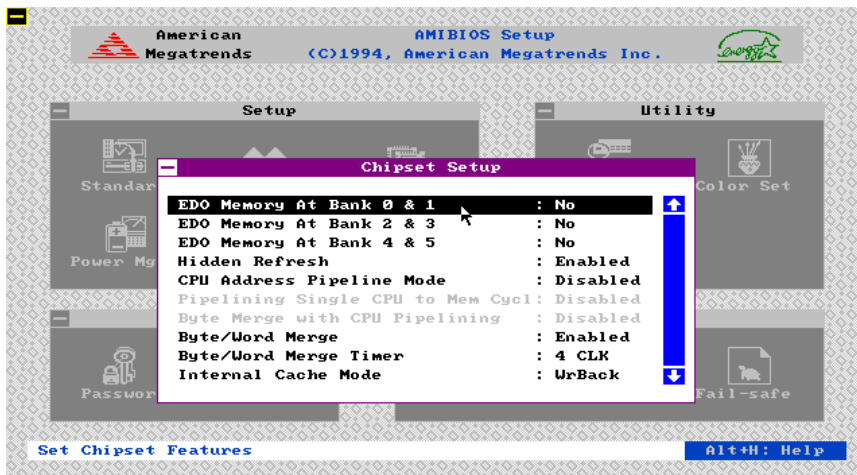 American Megatrends
AMIBIOS Setup
(C)1994, American Megatrends Inc.
energy
Setup
Utility
Chipset Setup
Standar
Color Set
EDO Memory At Bank 0 & 1 : No
EDO Memory At Bank 2 & 3 : No
EDO Memory At Bank 4 & 5 : No
Power Mg
Hidden Refresh : Enabled
CPU Address Pipeline Mode : Disabled
Pipelining Single CPU to Mem Cycl: Disabled
Byte Merge with CPU Pipelining : Disabled
Byte/Word Merge : Enabled
Byte/Word Merge Timer : 4 CLK
Internal Cache Mode : WrBack
Passwor
Fail-safe
Set Chipset Features
Alt+H: Help